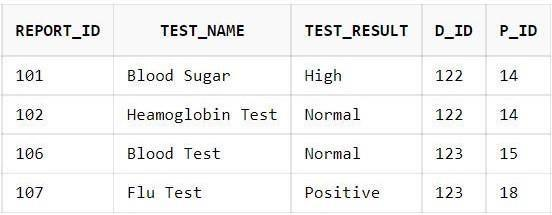 REPORT_ID TEST_NAME TEST_RESULT D_ID P_ID
101 Blood Sugar High 122 14
102 Heamoglobin Test Normal 122 14
106 Blood Test Normal 123 15
107 Flu Test Positive 123 18